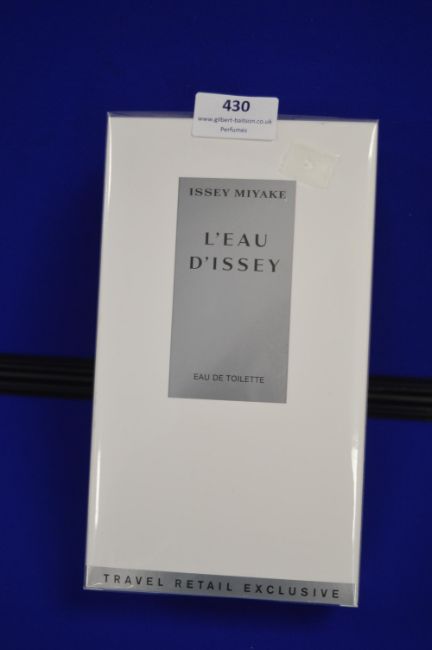 430
www.gilbert-baitson.co.uk
Perfumes
ISSEY MIYAKE
L'EAU
D'ISSEY
EAU DE TOILETTE
TRAVEL RETAIL EXCLUSIVE